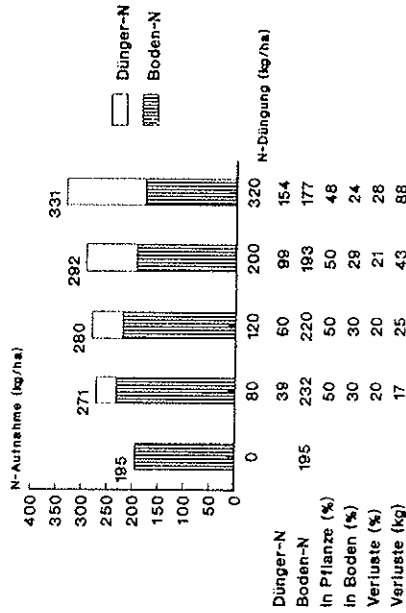 N-Aufnahme (kg/ha)
400
350
300
250
200
150
100
50
0
195
271
280
292
331
Dünger-N
Boden-N
0 80 120 200 320
N-Düngung (kg/ha)
Dünger-N 39 60 99 154
Boden-N 195 232 220 193 177
In Pflanze (%) 50 50 50 48
In Boden (%) 30 30 29 24
Verluste (%) 20 20 21 28
Verluste (kg) 17 25 43 88